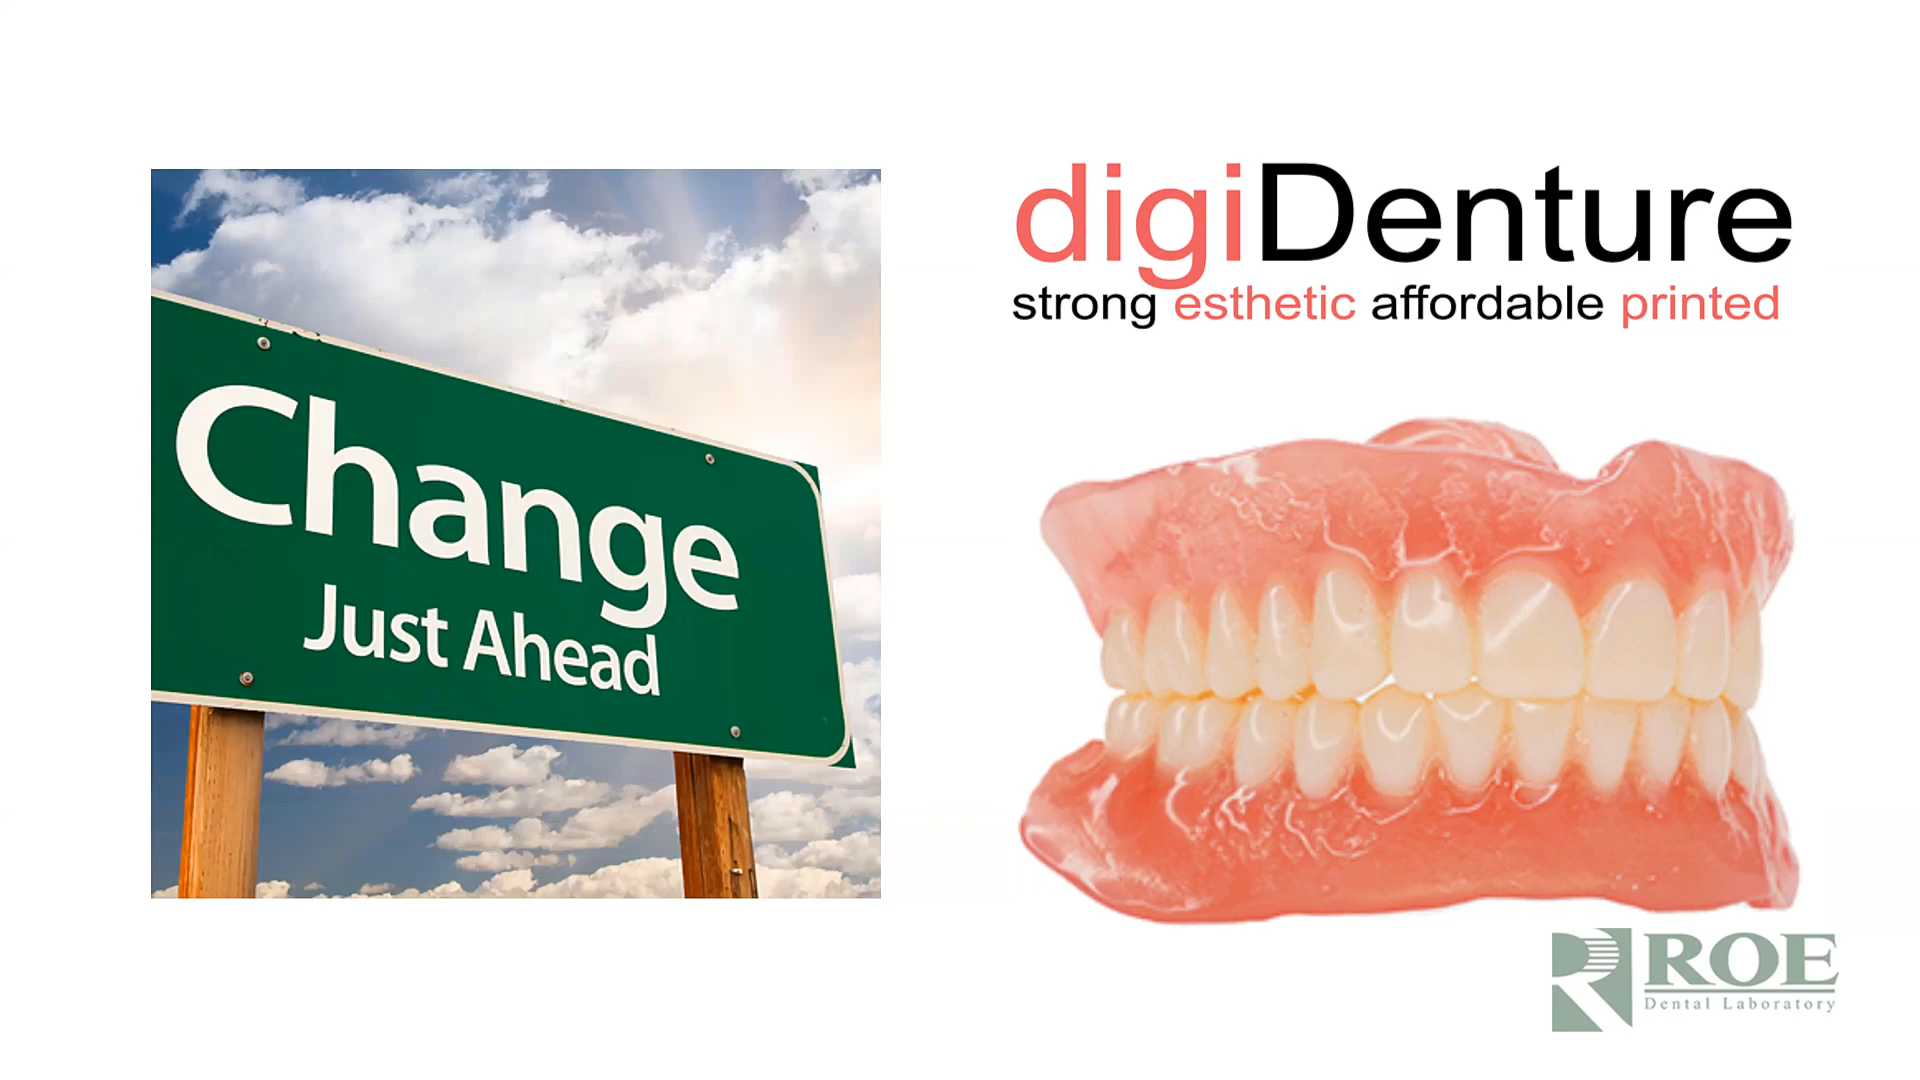 Change
Just Ahead
digiDenture
strong esthetic affordable printed
ROE
Dental Laboratory